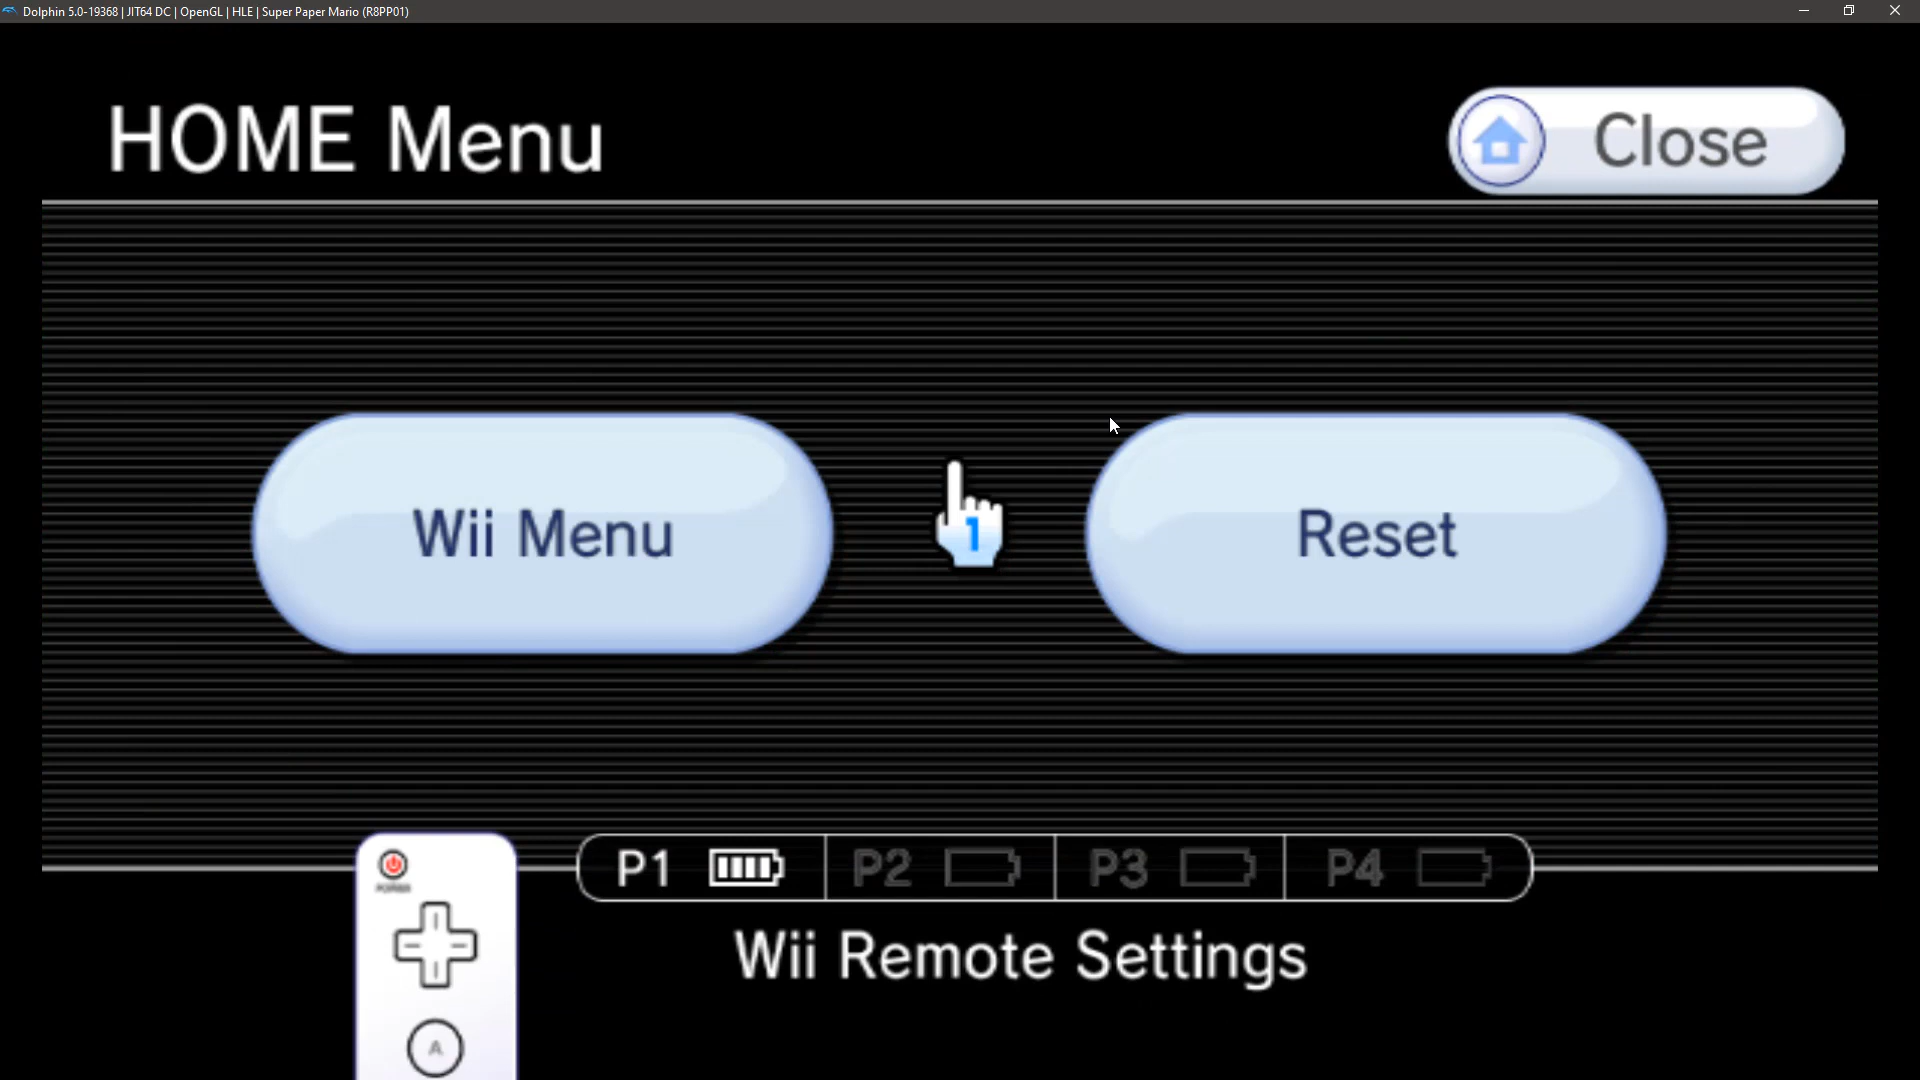 Dolphin 5.0-19368 | JIT64 DC | OpenGL | HLE | Super Paper Mario (R8PP01)
HOME Menu
Close
Wii Menu
1
Reset
P1
P2
P3
P4
POWER
Wii Remote Settings
A